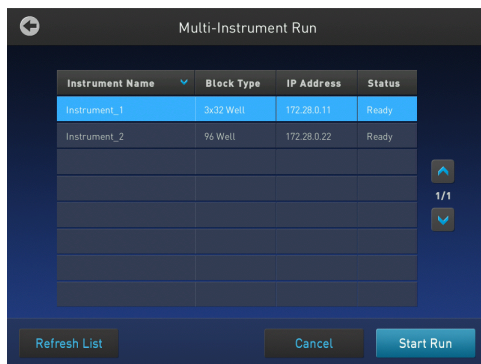 Multi-Instrument Run
Instrument Name Block Type IP Address Status
Instrument_1 3x32 Well 172.28.0.11 Ready
Instrument_2 96 Well 172.28.0.22 Ready
1/1
Refresh List Cancel Start Run